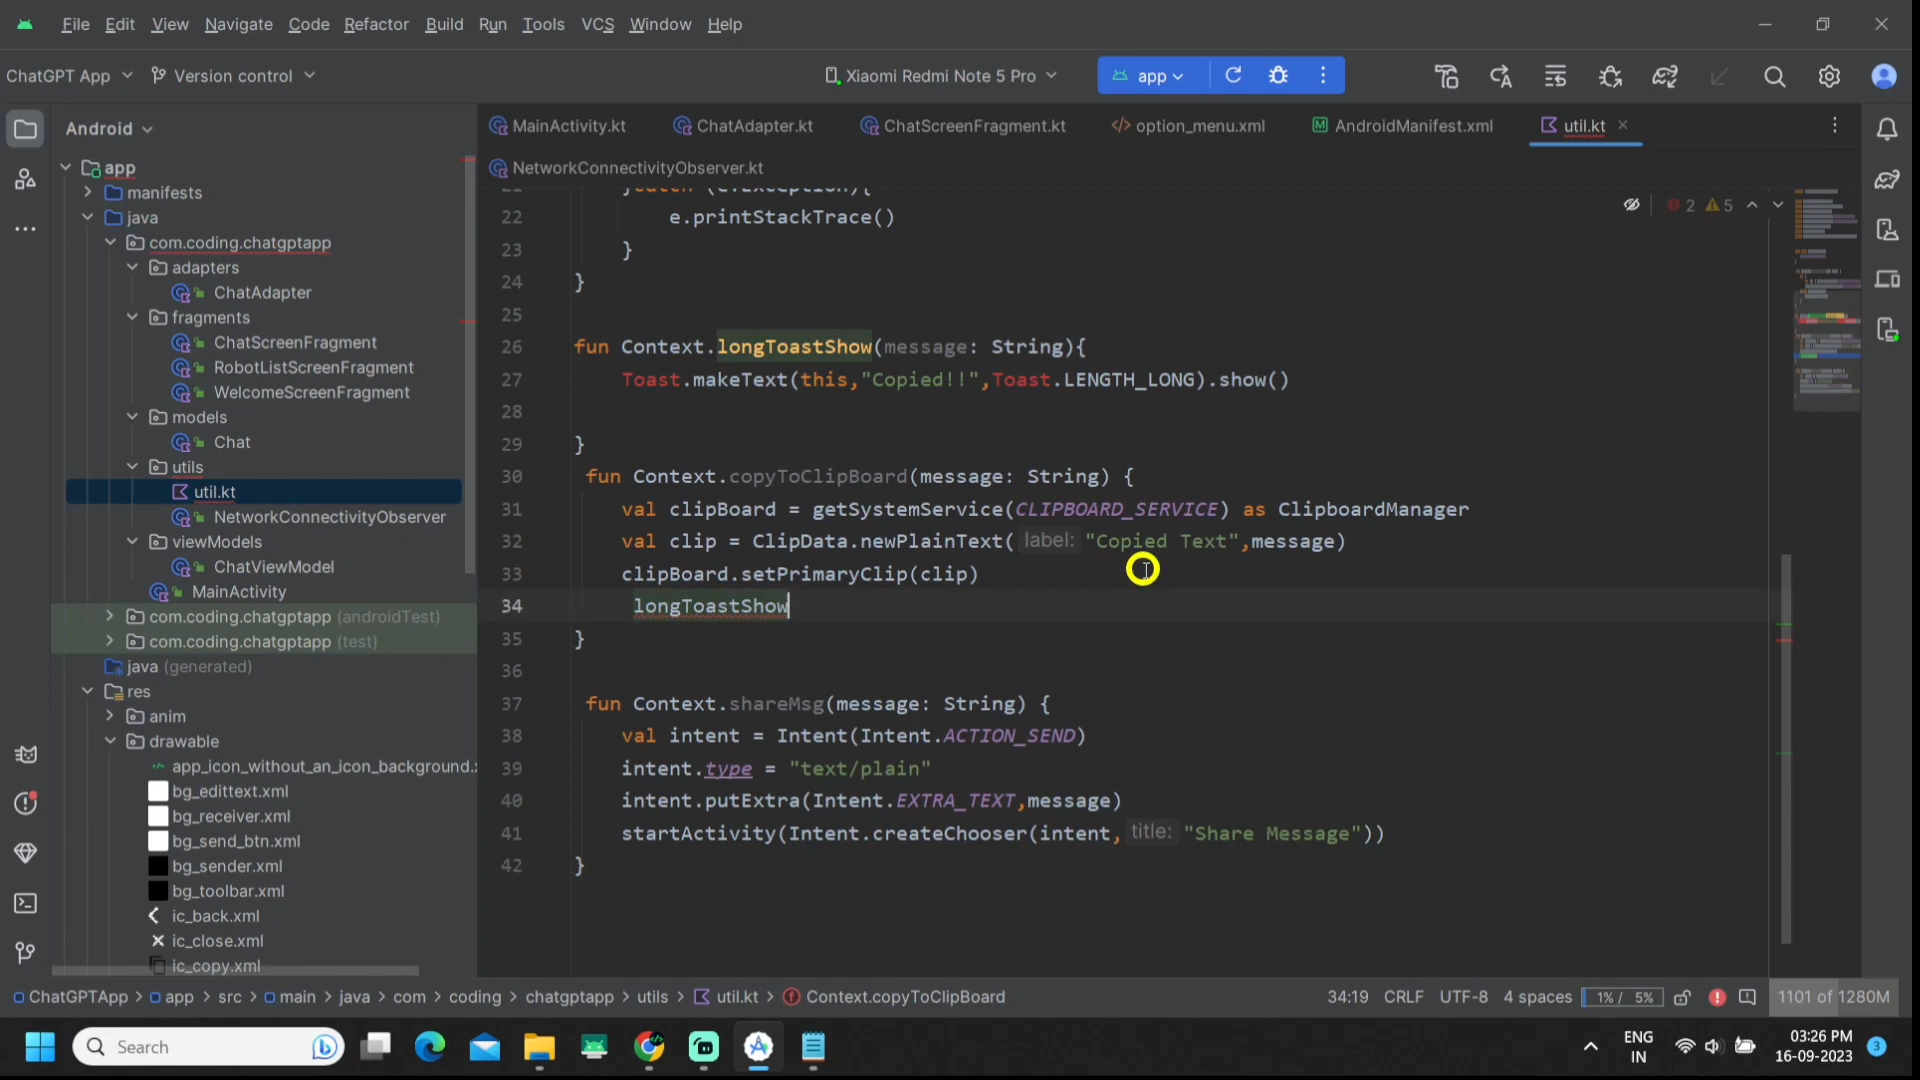 File Edit View Navigate Code Refactor Build Run Tools VCS Window Help
ChatGPT App Version control Xiaomi Redmi Note 5 Pro app
Android
MainActivity.kt ChatAdapter.kt ChatScreenFragment.kt option_menu.xml AndroidManifest.xml util.kt
NetworkConnectivityObserver.kt
app
manifests
java
com.coding.chatgptapp
adapters
ChatAdapter
fragments
ChatScreenFragment
RobotListScreenFragment
WelcomeScreenFragment
models
Chat
utils
util.kt
NetworkConnectivityObserver
viewModels
ChatViewModel
MainActivity
com.coding.chatgptapp (androidTest)
com.coding.chatgptapp (test)
java (generated)
res
anim
drawable
app_icon_without_an_icon_background.
bg_edittext.xml
bg_receiver.xml
bg_send_btn.xml
bg_sender.xml
bg_toolbar.xml
ic_back.xml
ic_close.xml
ic_copy.xml
2 5
22 e.printStackTrace()
23 }
24 }
25
26 fun Context.longToastShow(message: String){
27 Toast.makeText(this,"Copied!!",Toast.LENGTH_LONG).show()
28
29 }
30 fun Context.copyToClipBoard(message: String) {
31 val clipBoard = getSystemService(CLIPBOARD_SERVICE) as ClipboardManager
32 val clip = ClipData.newPlainText( label: "Copied Text",message)
33 clipBoard.setPrimaryClip(clip)
34 longToastShow
35 }
36
37 fun Context.shareMsg(message: String) {
38 val intent = Intent(Intent.ACTION_SEND)
39 intent.type = "text/plain"
40 intent.putExtra(Intent.EXTRA_TEXT,message)
41 startActivity(Intent.createChooser(intent, title: "Share Message"))
42 }
ChatGPTApp > app > src > main > java > com > coding > chatgptapp > utils > util.kt > Context.copyToClipBoard 34:19 CRLF UTF-8 4 spaces 1% / 5% 1101 of 1280M
Search ENG IN 03:26 PM 16-09-2023 3